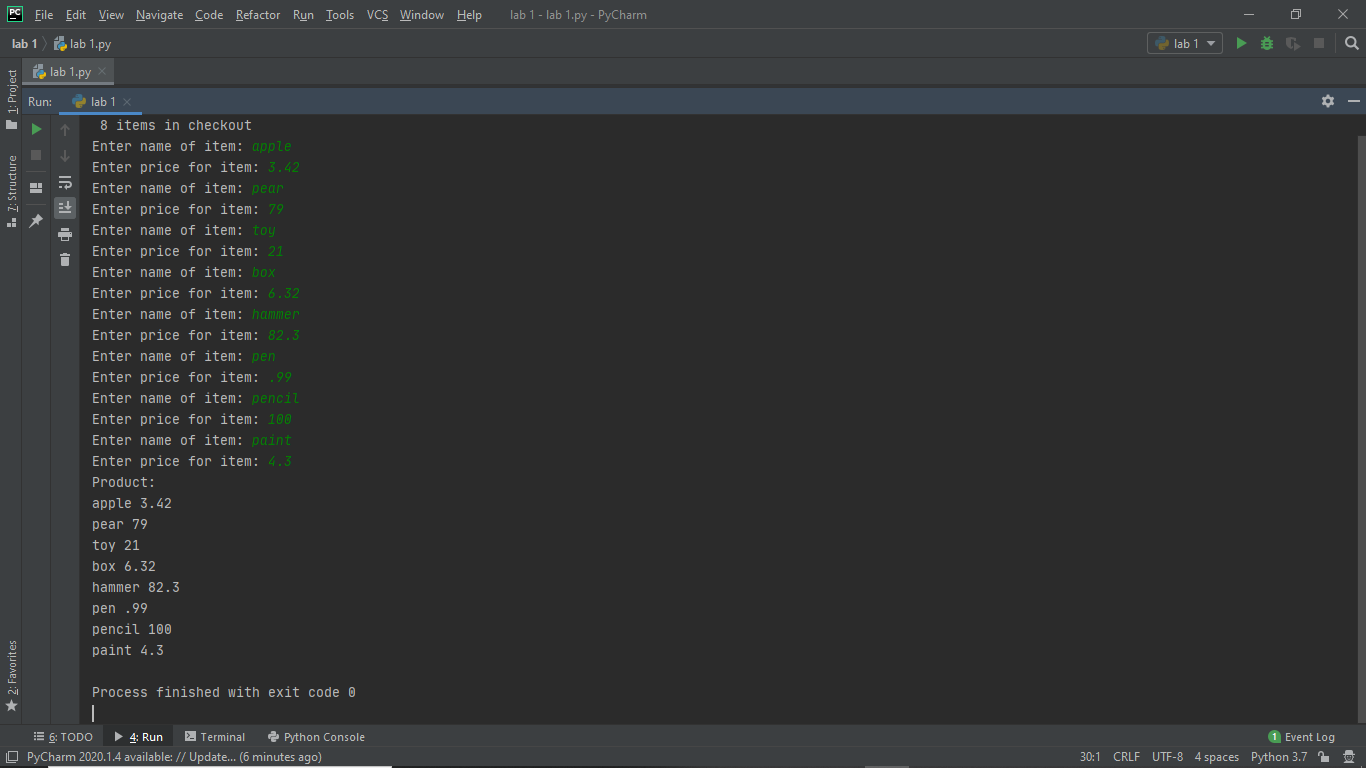 PC File Edit View Navigate Code Refactor Run Tools VCS Window Help lab 1 - lab 1.py - PyCharm
lab 1 lab 1.py lab 1
lab 1.py
Run: lab 1
1: Project
7: Structure
2: Favorites
8 items in checkout
Enter name of item: apple
Enter price for item: 3.42
Enter name of item: pear
Enter price for item: 79
Enter name of item: toy
Enter price for item: 21
Enter name of item: box
Enter price for item: 6.32
Enter name of item: hammer
Enter price for item: 82.3
Enter name of item: pen
Enter price for item: .99
Enter name of item: pencil
Enter price for item: 100
Enter name of item: paint
Enter price for item: 4.3
Product:
apple 3.42
pear 79
toy 21
box 6.32
hammer 82.3
pen .99
pencil 100
paint 4.3
Process finished with exit code 0
6: TODO 4: Run Terminal Python Console 1 Event Log
PyCharm 2020.1.4 available: // Update... (6 minutes ago) 30:1 CRLF UTF-8 4 spaces Python 3.7